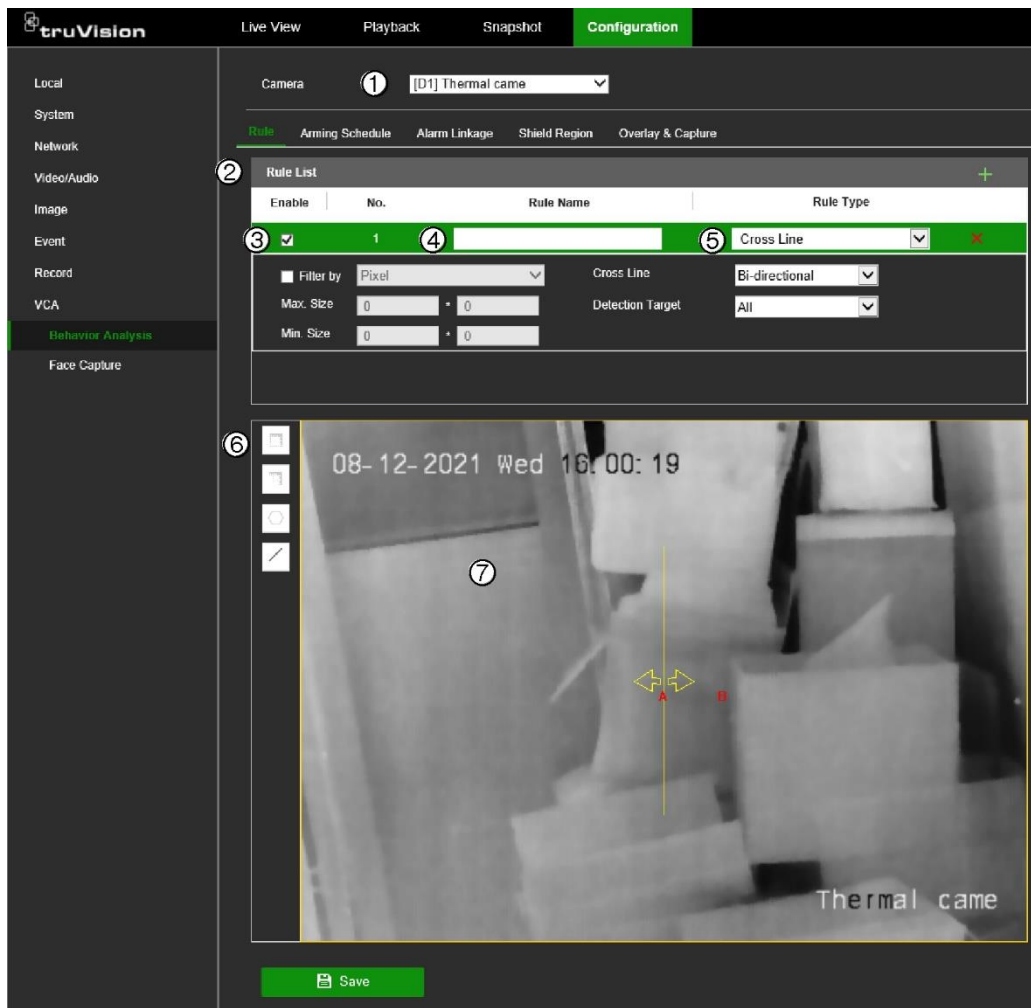 truVision Live View Playback Snapshot Configuration
Local
System
Network
Video/Audio
Image
Event
Record
VCA
Behavior Analysis
Face Capture
Camera ① [D1] Thermal came
Rule Arming Schedule Alarm Linkage Shield Region Overlay & Capture
② Rule List +
Enable No. Rule Name Rule Type
③ 1 ④ ⑤ Cross Line
Filter by Pixel Cross Line Bi-directional
Max. Size 0 * 0 Detection Target All
Min. Size 0 * 0
⑥
08-12-2021 Wed 16:00:19
⑦
A B
Thermal came
Save